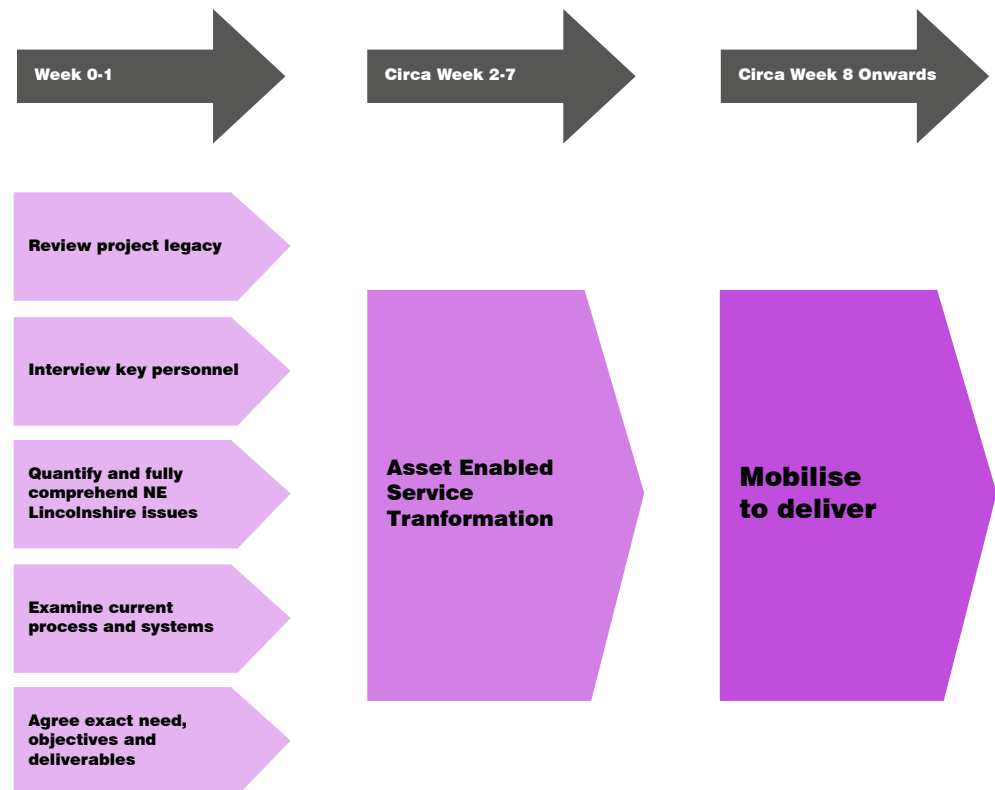 Week 0-1
Circa Week 2-7
Circa Week 8 Onwards
Review project legacy
Interview key personnel
Quantify and fully
comprehend NE
Lincolnshire issues
Examine current
process and systems
Agree exact need,
objectives and
deliverables
Asset Enabled
Service
Tranformation
Mobilise
to deliver